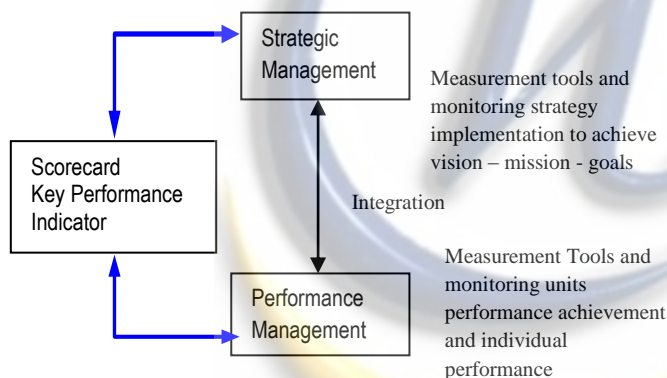 Strategic
Management
Measurement tools and
monitoring strategy
implementation to achieve
vision – mission - goals
Scorecard
Key Performance
Indicator
Integration
Measurement Tools and
monitoring units
performance achievement
and individual
performance
Performance
Management